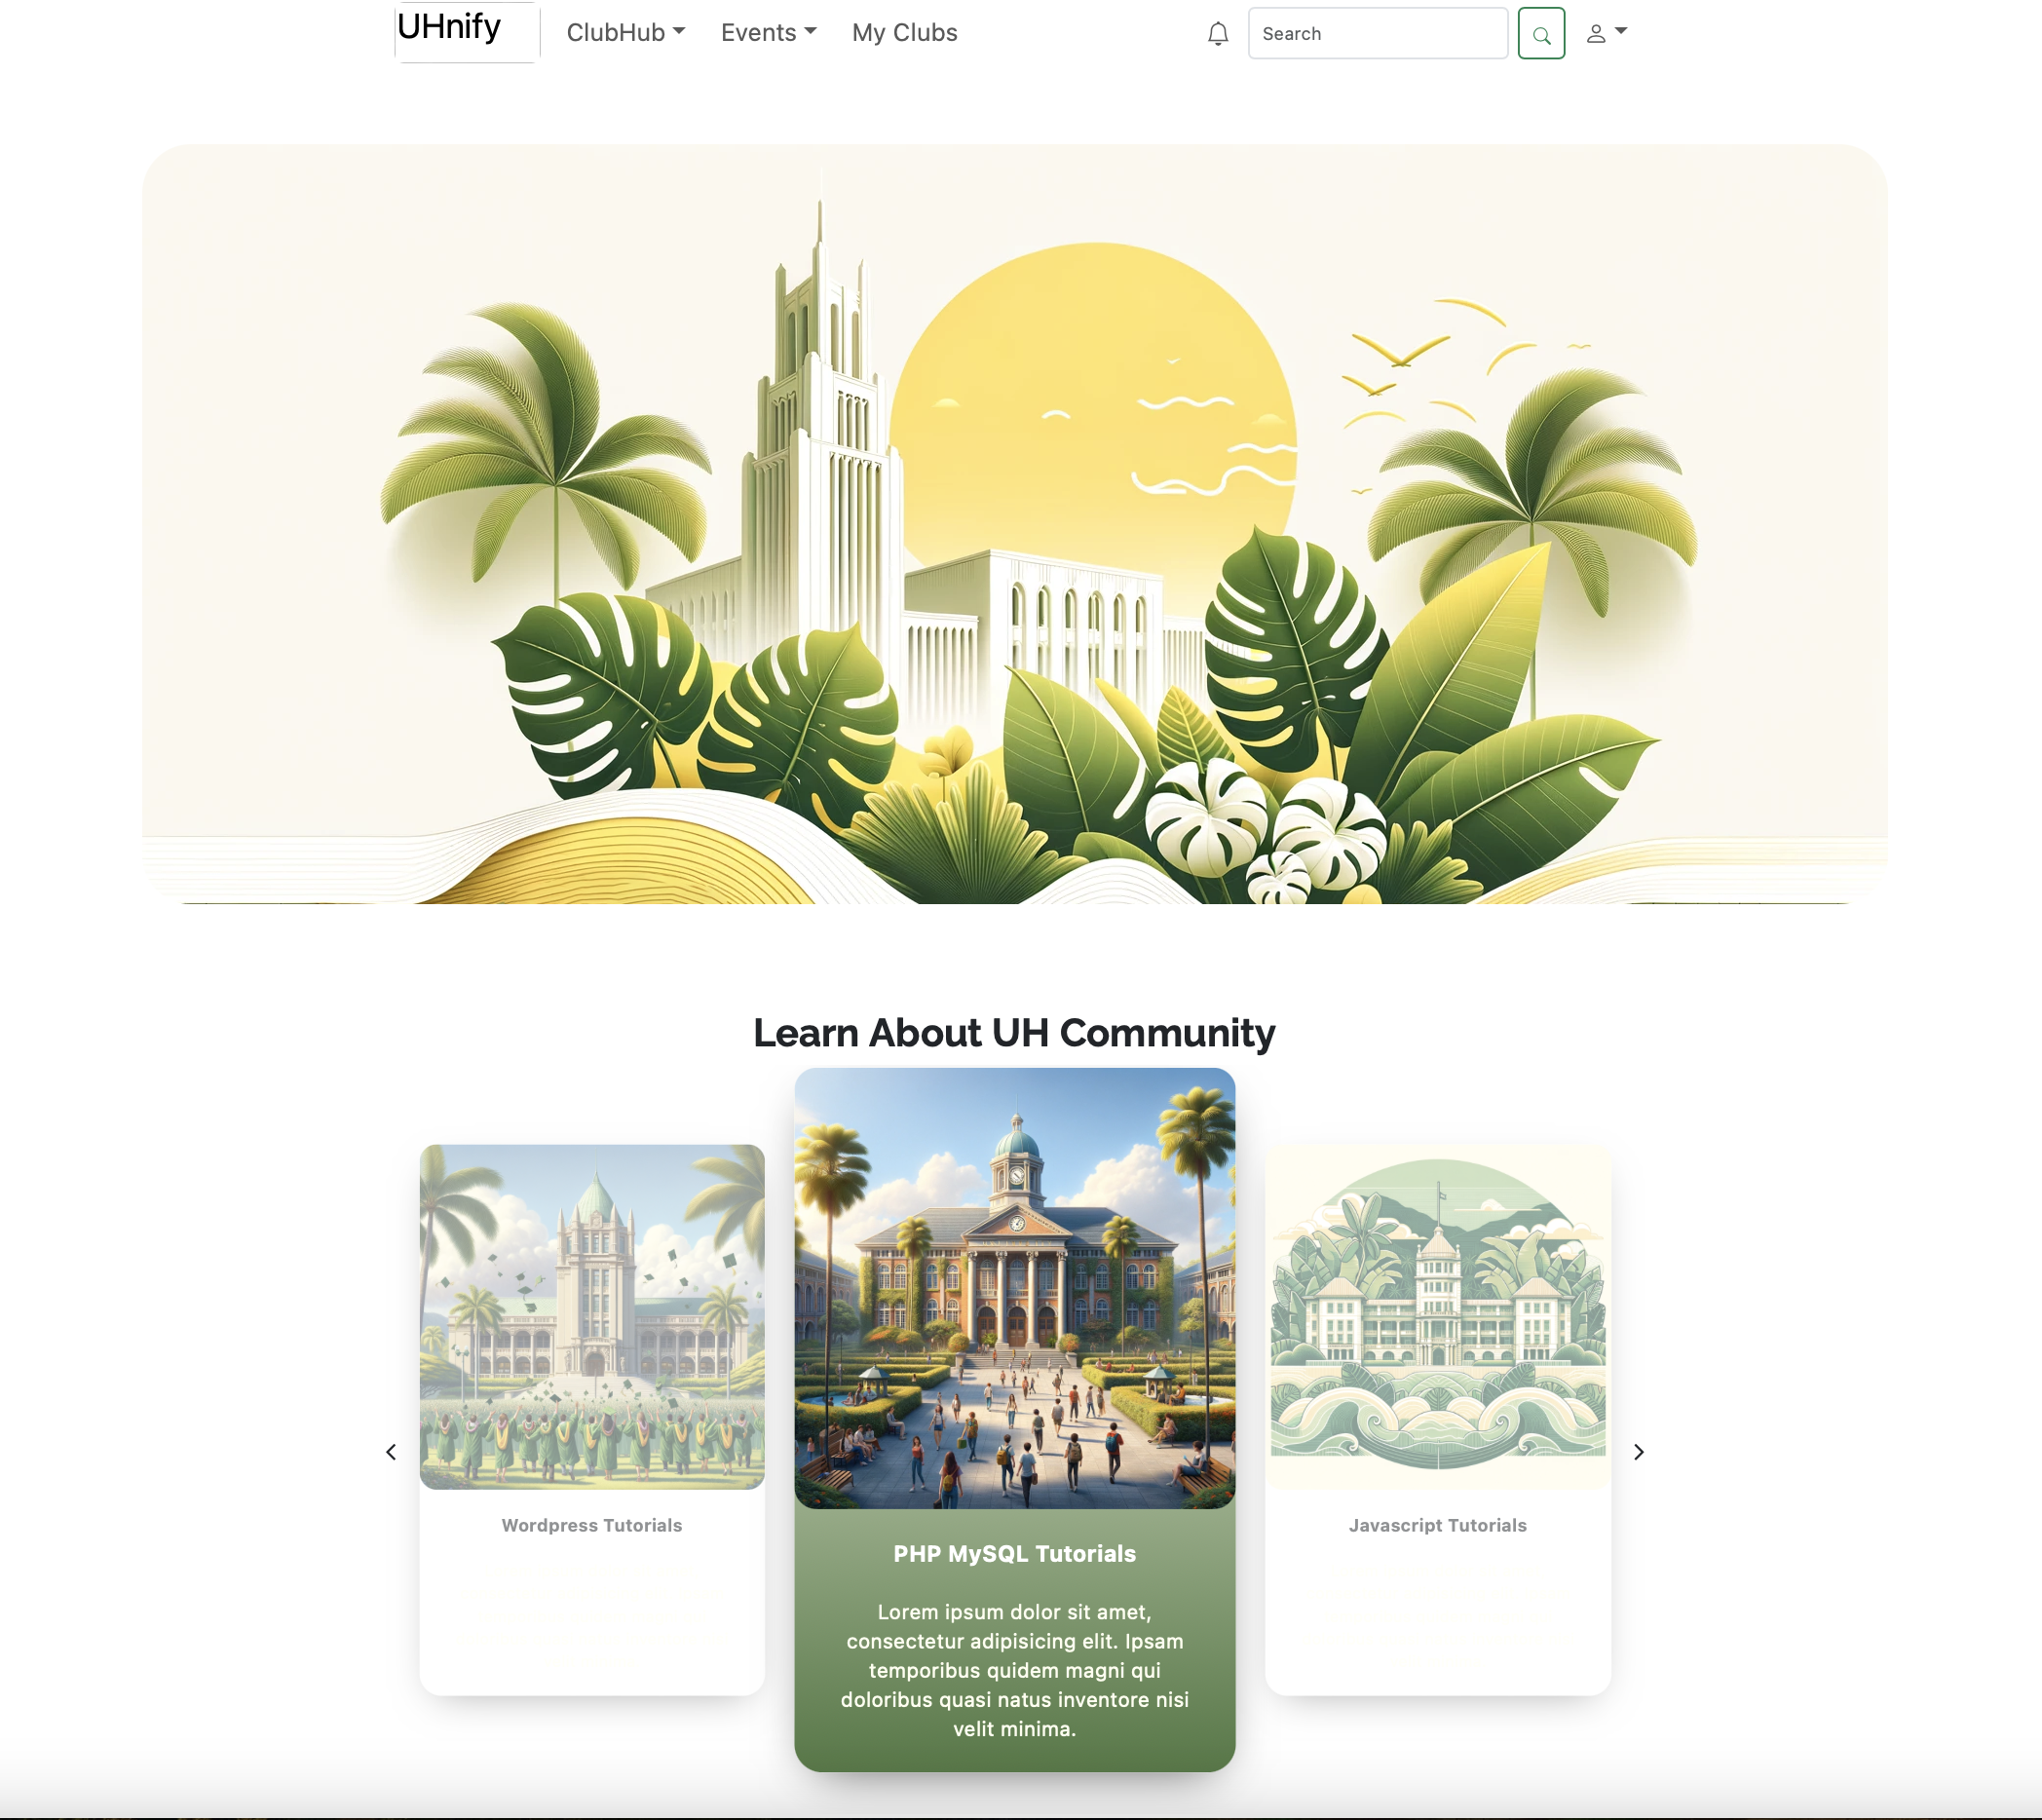 UHnify
ClubHub
Events
My Clubs
Search
Learn About UH Community
Wordpress Tutorials
PHP MySQL Tutorials
Lorem ipsum dolor sit amet,
consectetur adipisicing elit. Ipsam
temporibus quidem magni qui
doloribus quasi natus inventore nisi
velit minima.
Javascript Tutorials